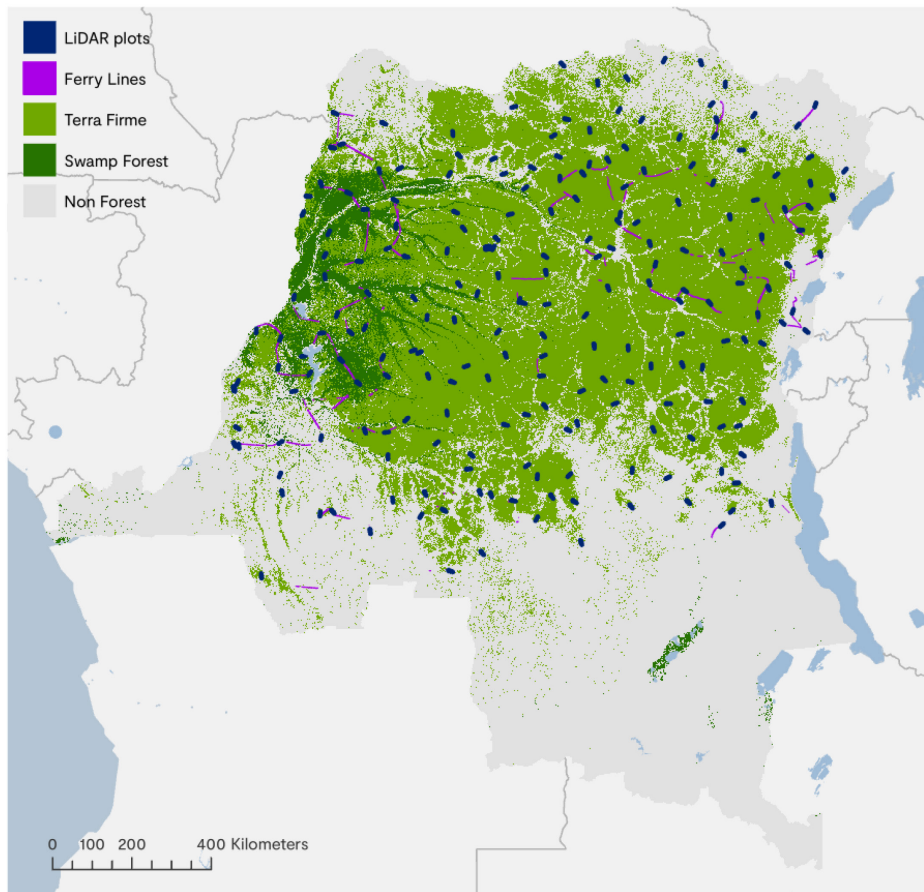 LiDAR plots
Ferry Lines
Terra Firme
Swamp Forest
Non Forest
0 100 200 400 Kilometers